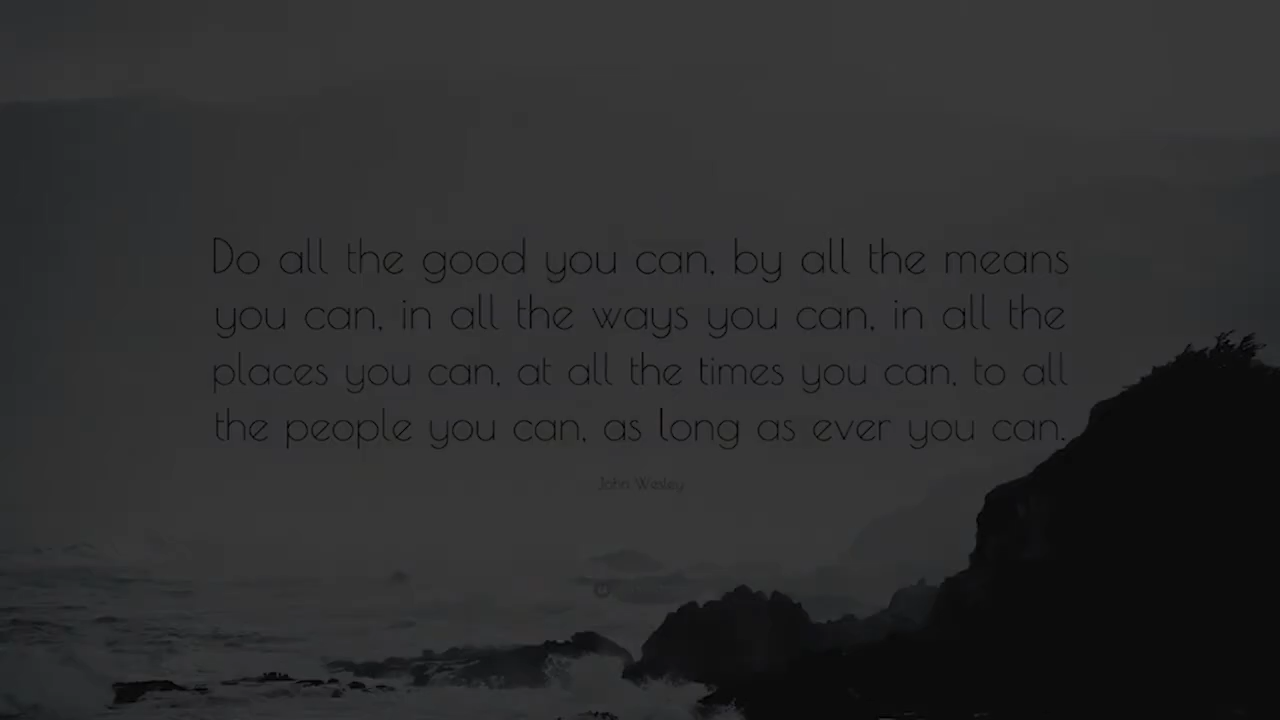 Do all the good you can, by all the means
you can, in all the ways you can, in all the
places you can, at all the times you can, to all
the people you can, as long as ever you can.
John Wesley